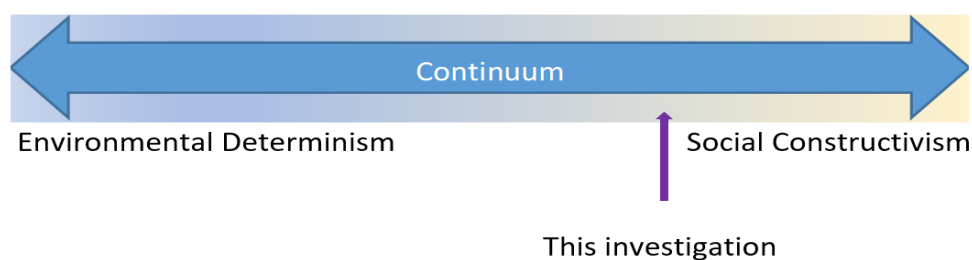 Continuum
Environmental Determinism
Social Constructivism
This investigation